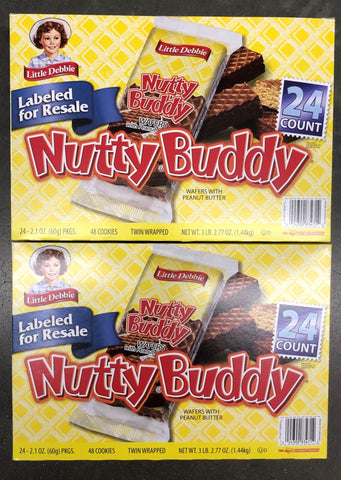 Little Debbie
Labeled
for Resale
Little Debbie
Nutty
Buddy
24
COUNT
Nutty Buddy
WAFERS WITH
PEANUT BUTTER
24 - 2.1 OZ. (60g) PKGS. 48 COOKIES TWIN WRAPPED NET WT. 3 LB. 2.77 OZ. (1.44kg)
Little Debbie
Labeled
for Resale
Little Debbie
Nutty
Buddy
24
COUNT
Nutty Buddy
WAFERS WITH
PEANUT BUTTER
24 - 2.1 OZ. (60g) PKGS. 48 COOKIES TWIN WRAPPED NET WT. 3 LB. 2.77 OZ. (1.44kg)